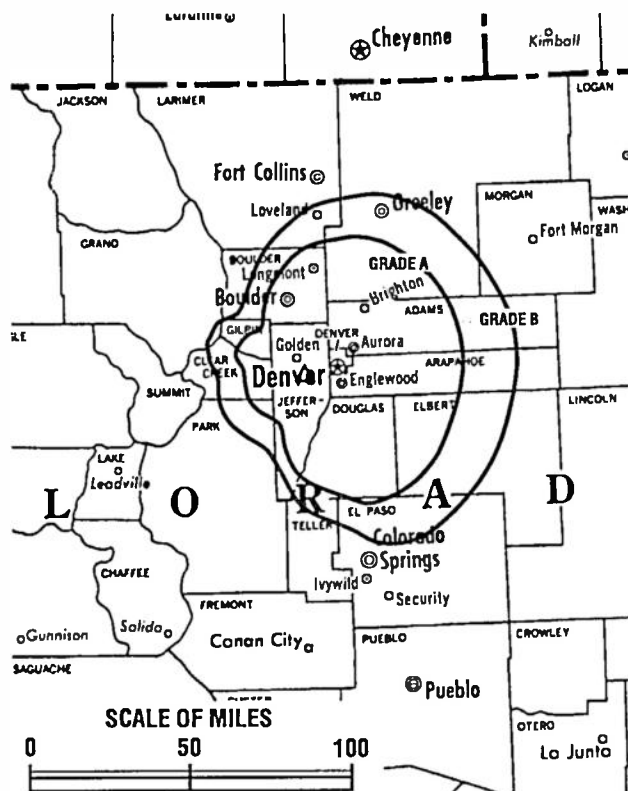 Cheyenne
Kimball
JACKSON
LARIMER
WELD
LOGAN
Fort Collins
Loveland
Greeley
MORGAN
WASH
Fort Morgan
GRAND
BOULDER
Longmont
GRADE A
Boulder
Brighton
GILPIN
ADAMS
GRADE B
GLE
DENVER
Golden
Aurora
CLEAR
CREEK
ARAPAHOE
Denver
Englewood
SUMMIT
JEFFER-
SON
DOUGLAS
ELBERT
LINCOLN
PARK
LAKE
Leadville
L O R A D
EL PASO
TELLER
Colorado
Springs
CHAFFEE
Ivywild
Security
FREMONT
Gunnison
Salida
Canan City
PUEBLO
CROWLEY
SAGUACHE
Pueblo
SCALE OF MILES
OTERO
0 50 100
La Junta